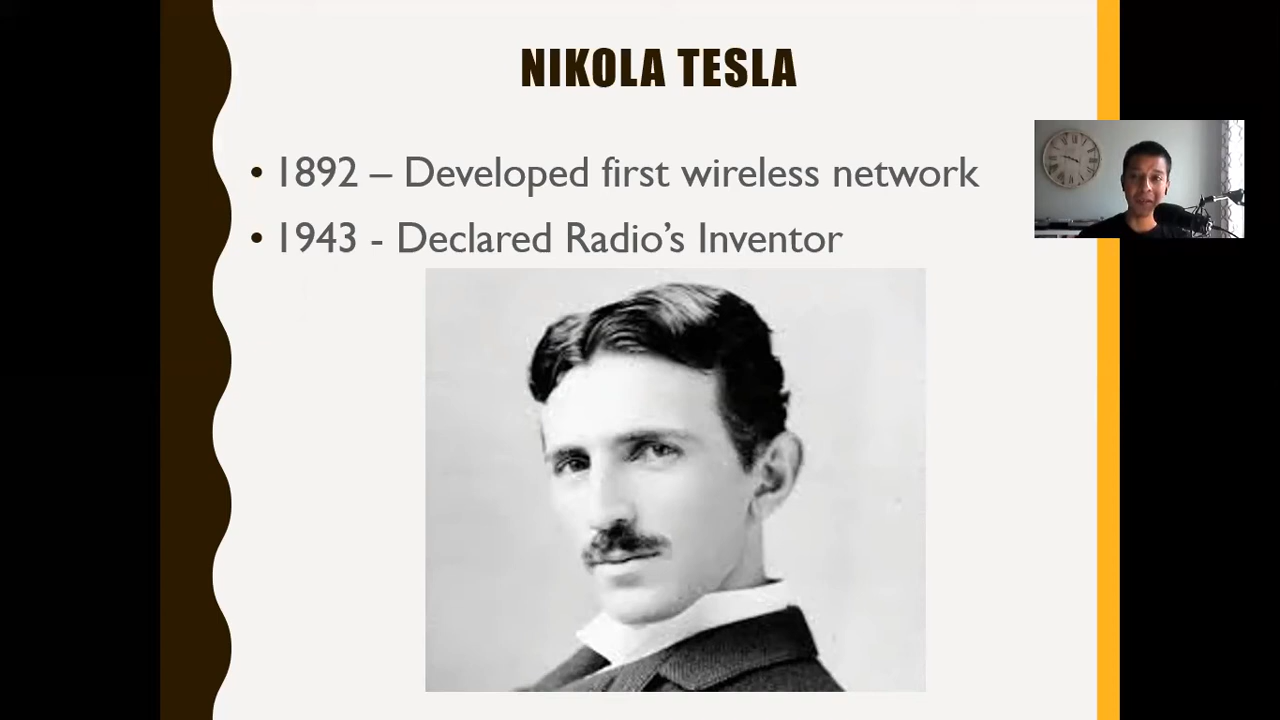 NIKOLA TESLA
• 1892 – Developed first wireless network
• 1943 - Declared Radio's Inventor